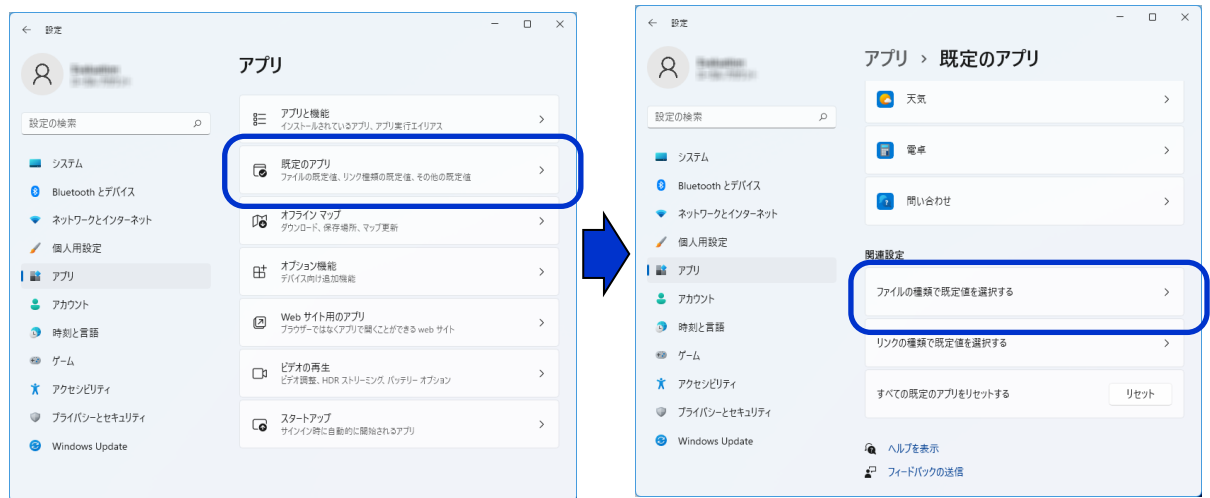 設定
設定の検索
システム
Bluetooth とデバイス
ネットワークとインターネット
個人用設定
アプリ
アカウント
時刻と言語
ゲーム
アクセシビリティ
プライバシーとセキュリティ
Windows Update
アプリ
アプリと機能
インストールされているアプリ、アプリ実行エイリアス
既定のアプリ
ファイルの既定値、リンク種類の既定値、その他の既定値
オフライン マップ
ダウンロード、保存場所、マップ更新
オプション機能
デバイス向け追加機能
Web サイト用のアプリ
ブラウザーではなくアプリで開くことができる web サイト
ビデオの再生
ビデオ調整、HDR ストリーミング、バッテリー オプション
スタートアップ
サインイン時に自動的に開始されるアプリ
設定
設定の検索
システム
Bluetooth とデバイス
ネットワークとインターネット
個人用設定
アプリ
アカウント
時刻と言語
ゲーム
アクセシビリティ
プライバシーとセキュリティ
Windows Update
アプリ › 既定のアプリ
天気
電卓
問い合わせ
関連設定
ファイルの種類で既定値を選択する
リンクの種類で既定値を選択する
すべての既定のアプリをリセットする リセット
ヘルプを表示
フィードバックの送信